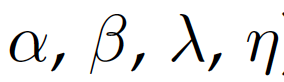 α, β, λ, η